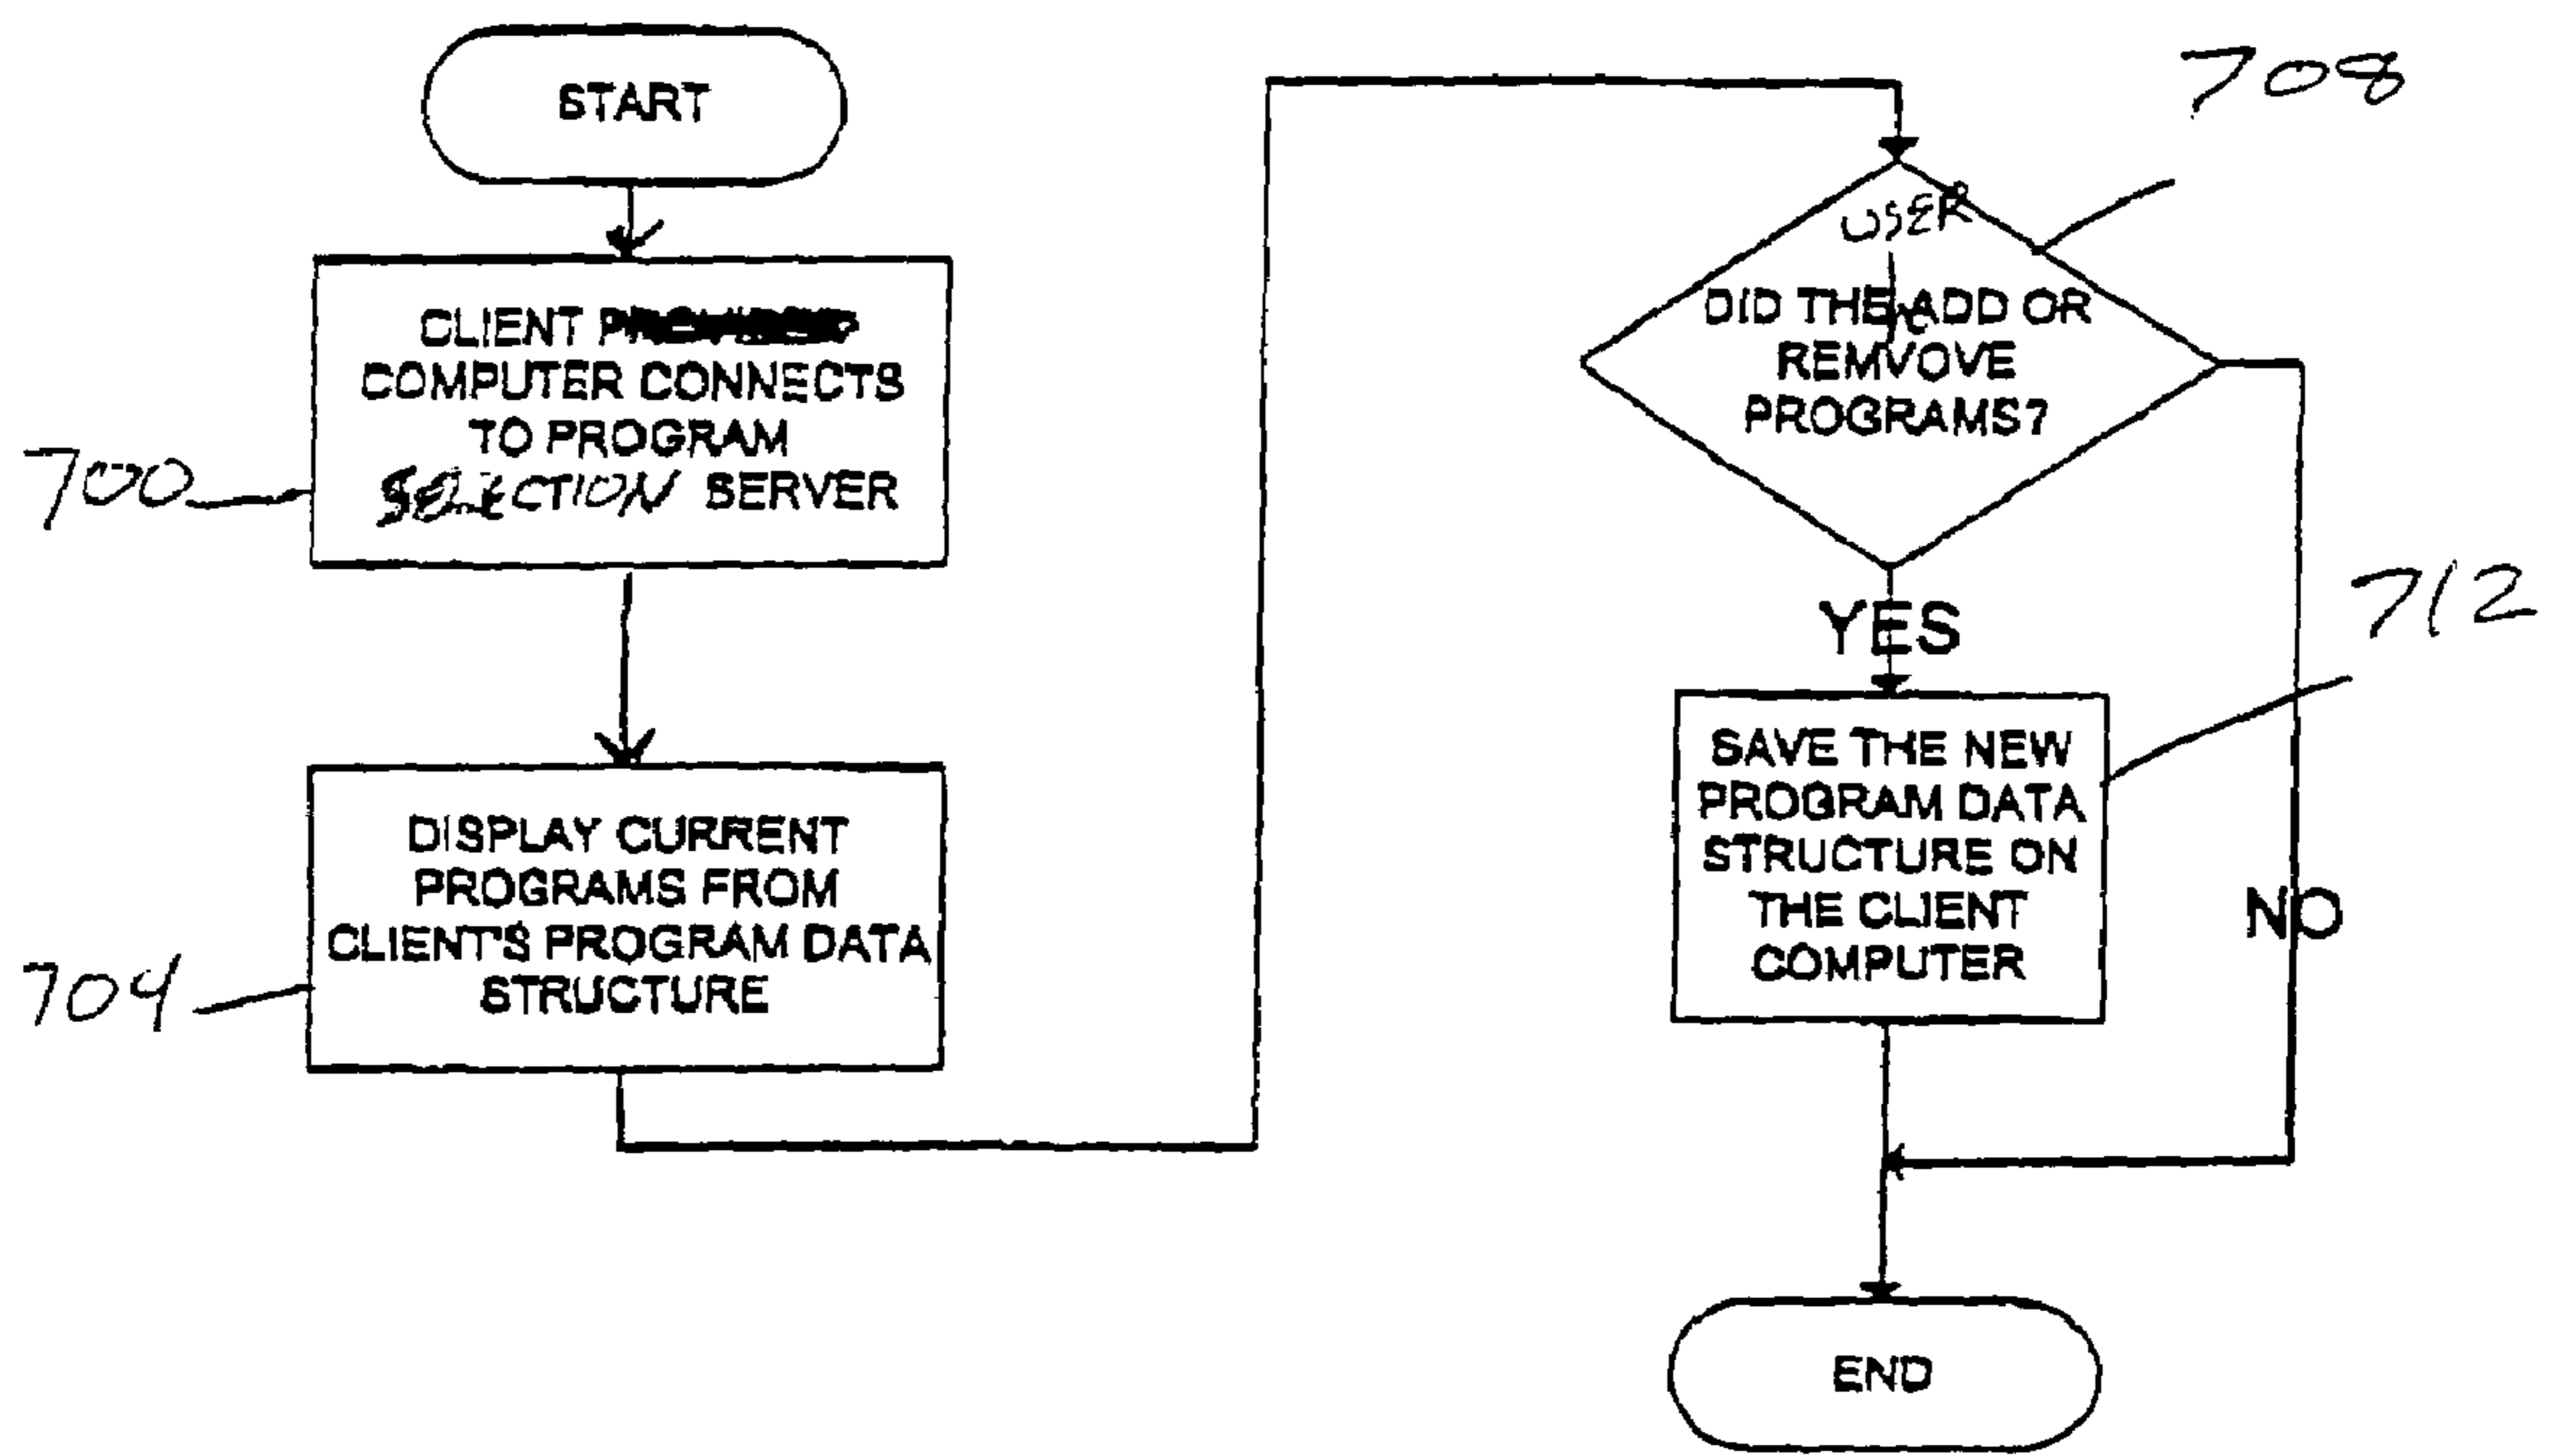 START
CLIENT
COMPUTER CONNECTS
TO PROGRAM
SELECTION SERVER
700
DISPLAY CURRENT
PROGRAMS FROM
CLIENT'S PROGRAM DATA
STRUCTURE
704
708
USER
DID THE ADD OR
REMVOVE
PROGRAMS?
YES
712
SAVE THE NEW
PROGRAM DATA
STRUCTURE ON
THE CLIENT
COMPUTER
NO
END